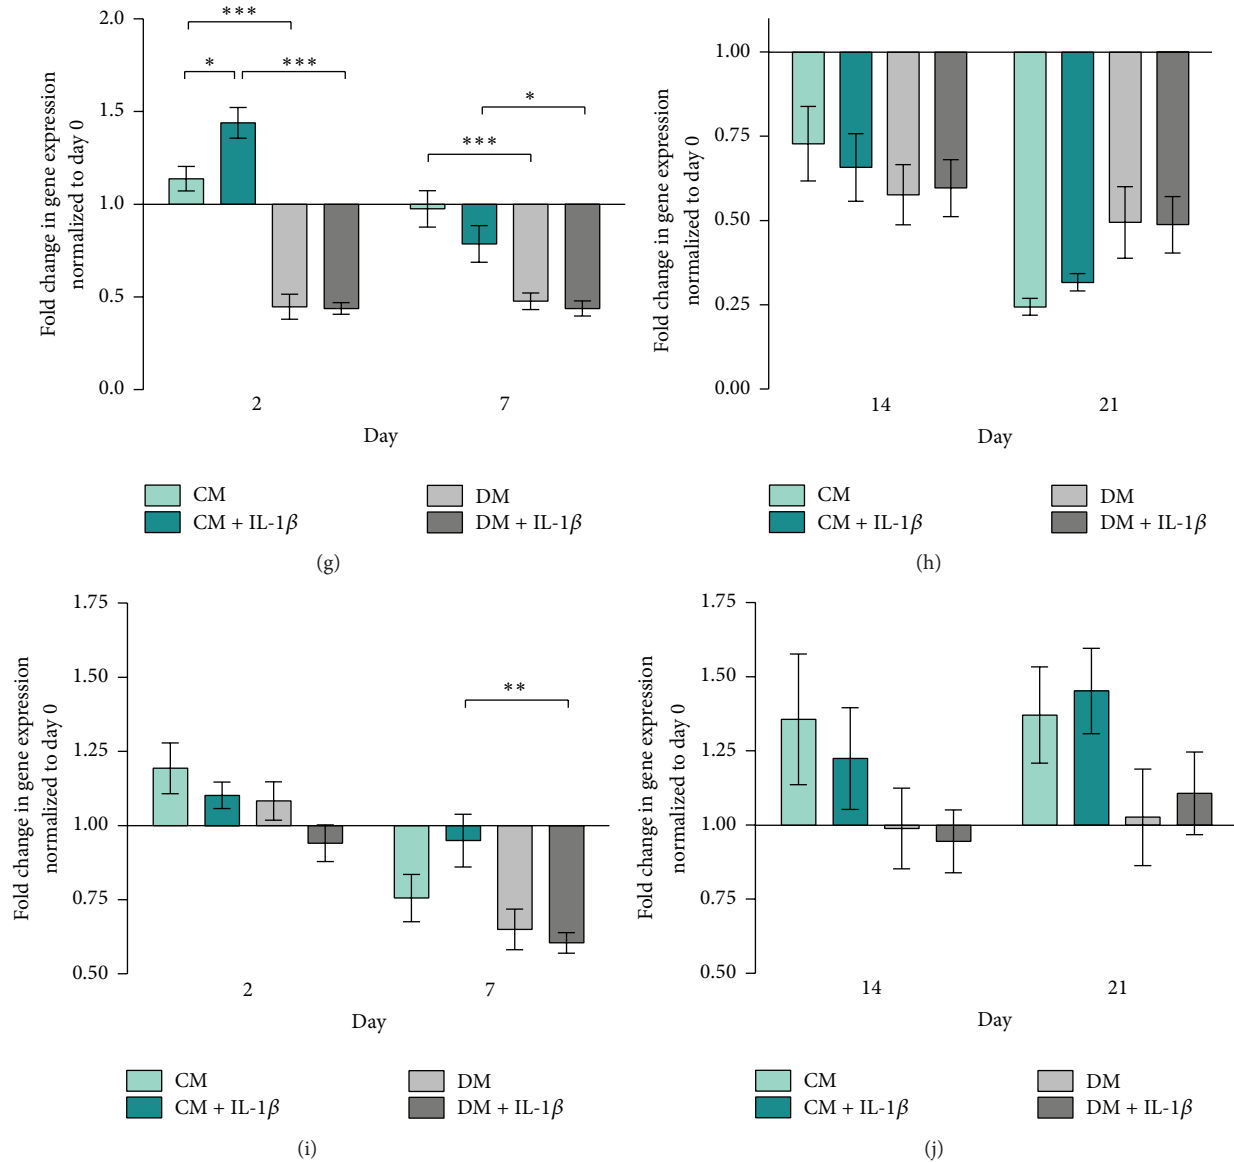 Fold change in gene expression
normalized to day 0
2.0
1.5
1.0
0.5
0.0
***
*
***
*
***
2
7
Day
CM
CM + IL-1β
DM
DM + IL-1β
(g)
Fold change in gene expression
normalized to day 0
1.00
0.75
0.50
0.25
0.00
14
21
Day
CM
CM + IL-1β
DM
DM + IL-1β
(h)
Fold change in gene expression
normalized to day 0
1.75
1.50
1.25
1.00
0.75
0.50
**
2
7
Day
CM
CM + IL-1β
DM
DM + IL-1β
(i)
Fold change in gene expression
normalized to day 0
1.75
1.50
1.25
1.00
0.75
0.50
14
21
Day
CM
CM + IL-1β
DM
DM + IL-1β
(j)